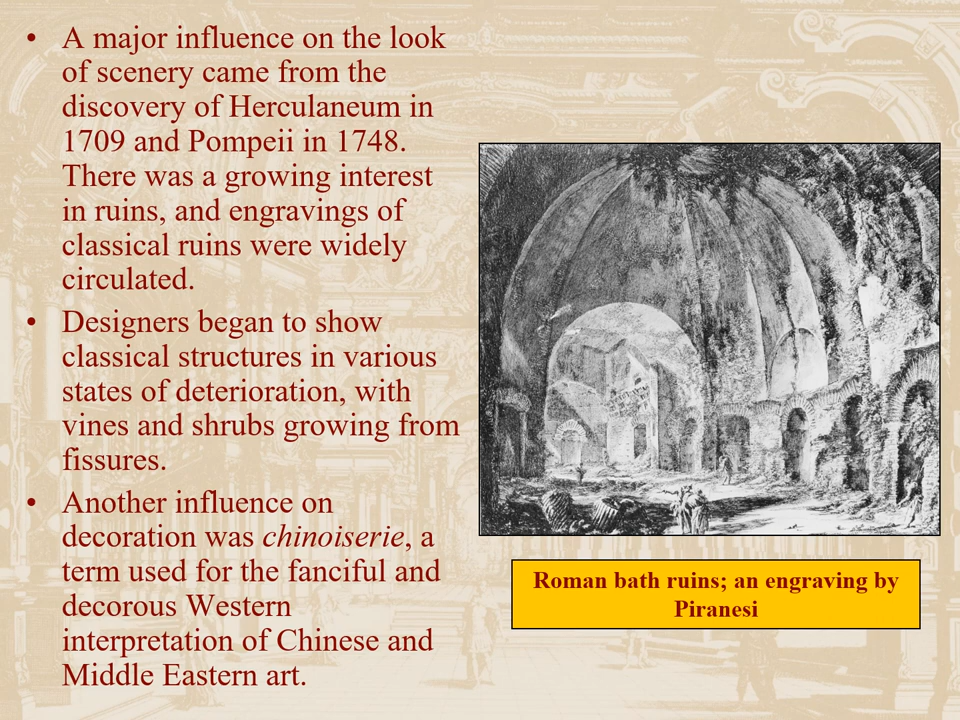 • A major influence on the look
of scenery came from the
discovery of Herculaneum in
1709 and Pompeii in 1748.
There was a growing interest
in ruins, and engravings of
classical ruins were widely
circulated.
• Designers began to show
classical structures in various
states of deterioration, with
vines and shrubs growing from
fissures.
• Another influence on
decoration was chinoiserie, a
term used for the fanciful and
decorous Western
interpretation of Chinese and
Middle Eastern art.
Roman bath ruins; an engraving by
Piranesi